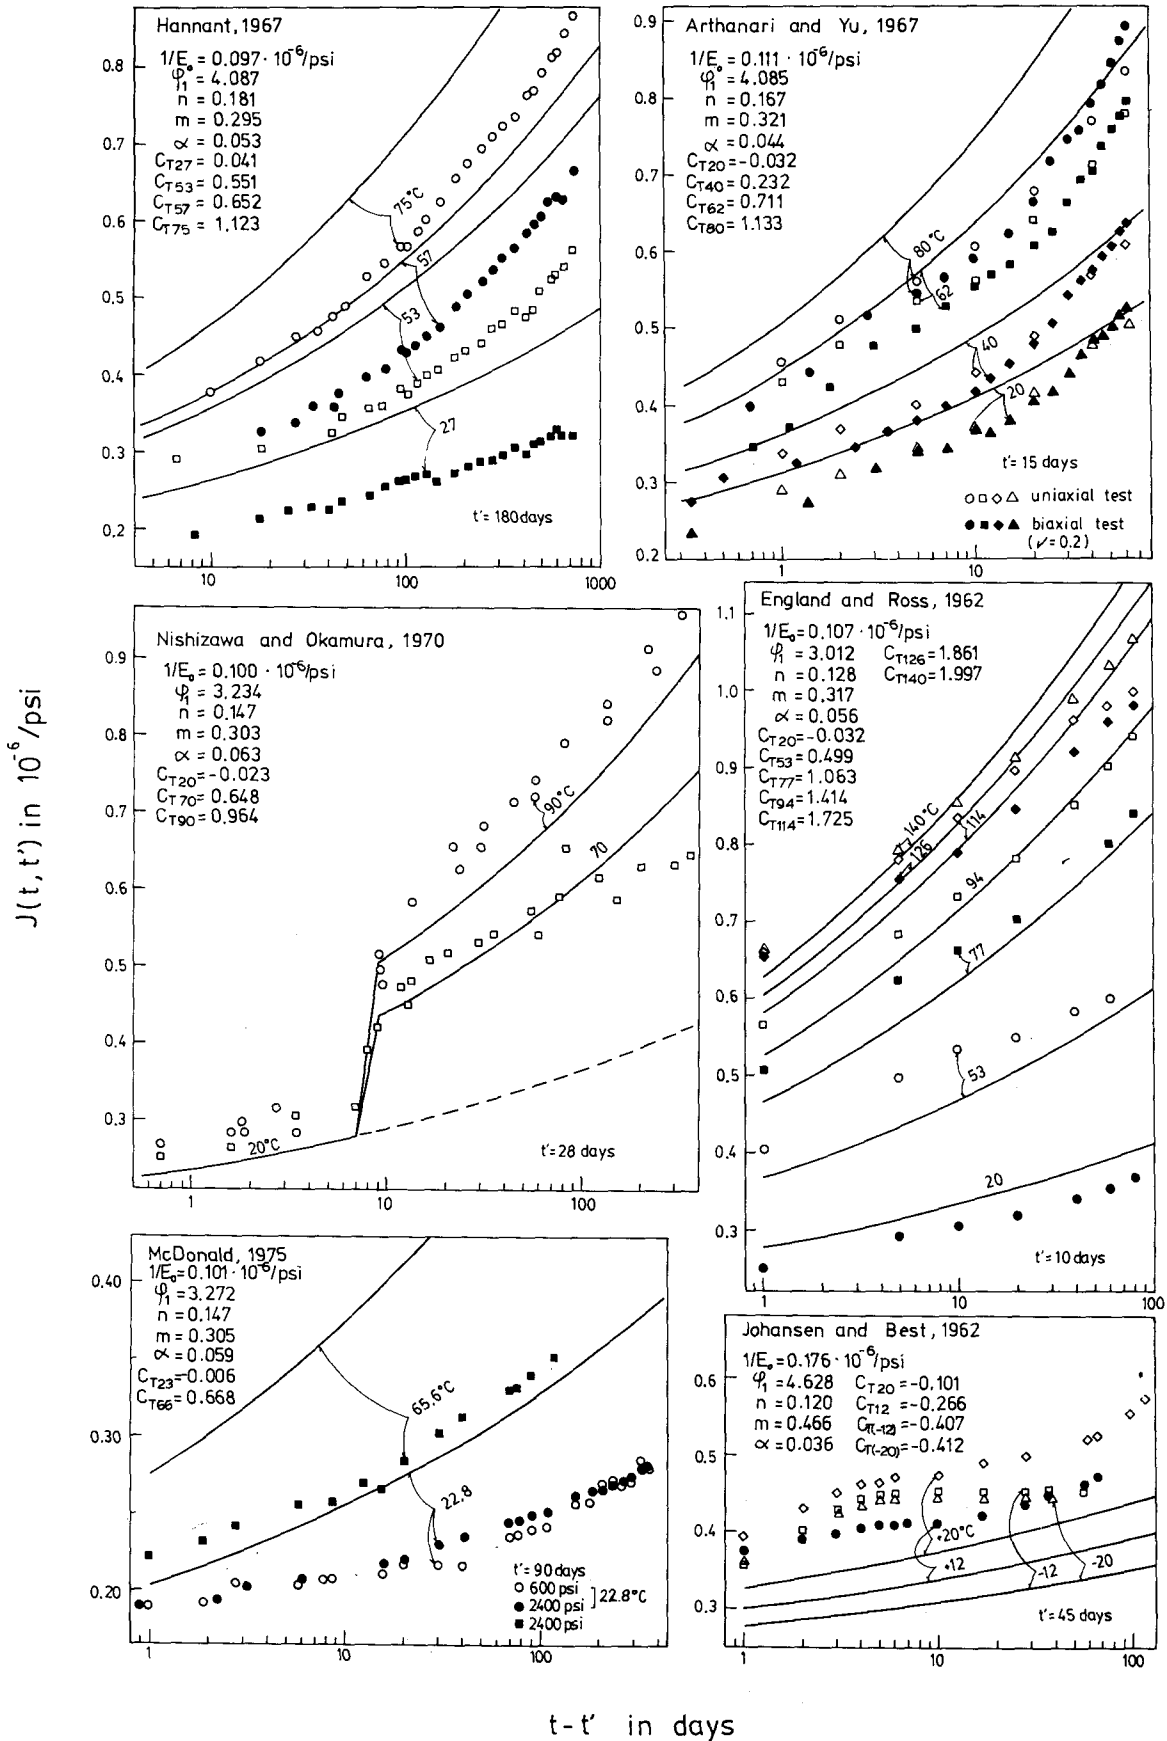 Hannant, 1967
1/E₀ = 0.097 · 10⁻⁶/psi
φ₁° = 4.087
n = 0.181
m = 0.295
α = 0.053
C_T27 = 0.041
C_T53 = 0.551
C_T57 = 0.652
C_T75 = 1.123
75°C
57
53
27
t' = 180 days
0.8
0.7
0.6
0.5
0.4
0.3
0.2
10
100
1000
Arthanari and Yu, 1967
1/E₀ = 0.111 · 10⁻⁶/psi
φ₁ = 4.085
n = 0.167
m = 0.321
α = 0.044
C_T20 = -0.032
C_T40 = 0.232
C_T62 = 0.711
C_T80 = 1.133
80°C
62
40
20
t' = 15 days
uniaxial test
biaxial test
(ν = 0.2)
0.9
0.8
0.7
0.6
0.5
0.4
0.3
0.2
1
10
Nishizawa and Okamura, 1970
1/E₀ = 0.100 · 10⁻⁶/psi
φ₁ = 3.234
n = 0.147
m = 0.303
α = 0.063
C_T20 = -0.023
C_T70 = 0.648
C_T90 = 0.964
90°C
70
20°C
t' = 28 days
0.9
0.8
0.7
0.6
0.5
0.4
0.3
1
10
100
England and Ross, 1962
1/E₀ = 0.107 · 10⁻⁶/psi
φ₁ = 3.012 C_T126 = 1.861
n = 0.128 C_T140 = 1.997
m = 0.317
α = 0.056
C_T20 = -0.032
C_T53 = 0.499
C_T77 = 1.063
C_T94 = 1.414
C_T114 = 1.725
140°C
126
114
94
77
53
20
t' = 10 days
1.1
1.0
0.9
0.8
0.7
0.6
0.5
0.4
0.3
1
10
100
McDonald, 1975
1/E₀ = 0.101 · 10⁻⁶/psi
φ₁ = 3.272
n = 0.147
m = 0.305
α = 0.059
C_T23 = -0.006
C_T66 = 0.668
65.6°C
22.8
t' = 90 days
600 psi
2400 psi
] 22.8°C
2400 psi
0.40
0.30
0.20
1
10
100
Johansen and Best, 1962
1/E₀ = 0.176 · 10⁻⁶/psi
φ₁ = 4.628 C_T20 = -0.101
n = 0.120 C_T12 = -0.266
m = 0.466 C_T(-12) = -0.407
α = 0.036 C_T(-20) = -0.412
+20°C
+12
-12
-20
t' = 45 days
0.6
0.5
0.4
0.3
1
10
100
J(t, t') in 10⁻⁶/psi
t-t' in days